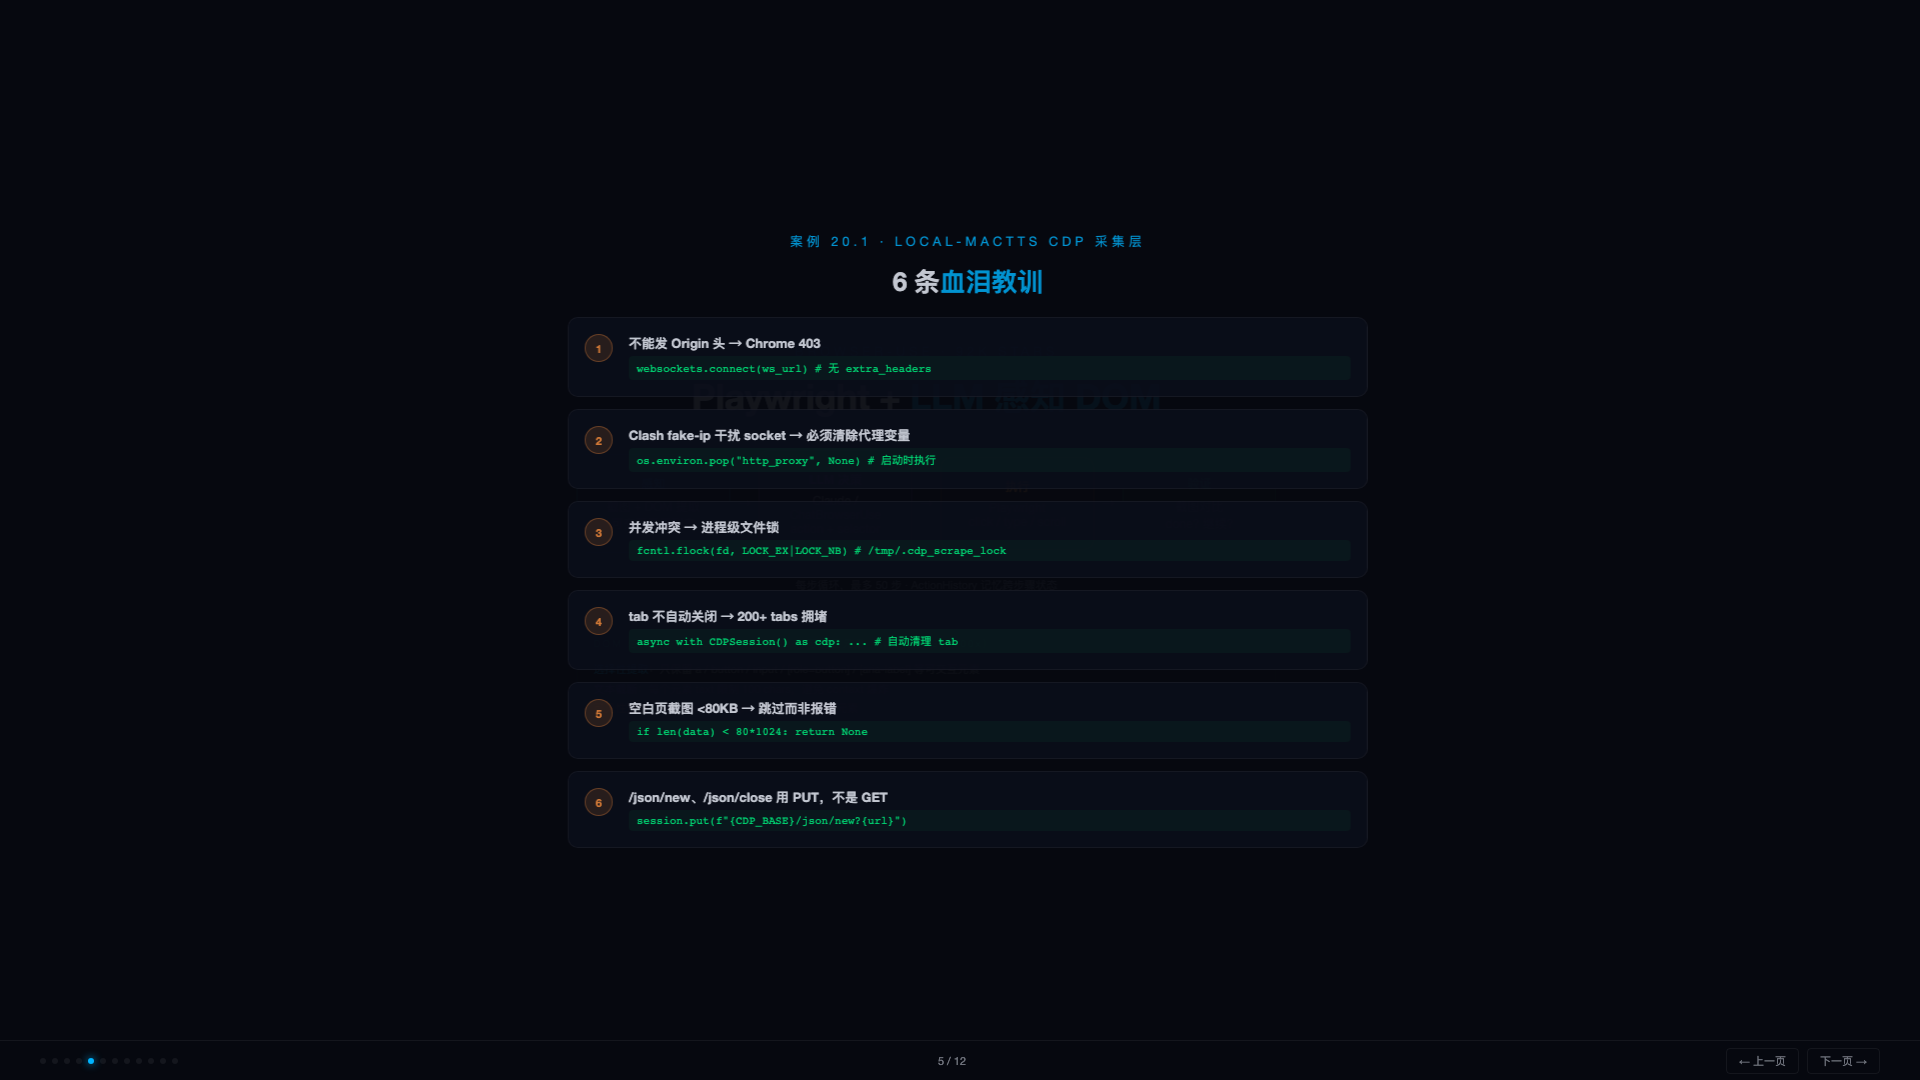 案例 20.1 · LOCAL-MACTTS CDP 采集层
6 条血泪教训
1
不能发 Origin 头 → Chrome 403
websockets.connect(ws_url) # 无 extra_headers
Playwright + LLM 感知 DOM
2
Clash fake-ip 干扰 socket → 必须清除代理变量
os.environ.pop("http_proxy", None) # 启动时执行
3
并发冲突 → 进程级文件锁
fcntl.flock(fd, LOCK_EX|LOCK_NB) # /tmp/.cdp_scrape_lock
4
tab 不自动关闭 → 200+ tabs 拥堵
async with CDPSession() as cdp: ... # 自动清理 tab
5
空白页截图 <80KB → 跳过而非报错
if len(data) < 80*1024: return None
6
/json/new、/json/close 用 PUT，不是 GET
session.put(f"{CDP_BASE}/json/new?{url}")
5 / 12
← 上一页
下一页 →